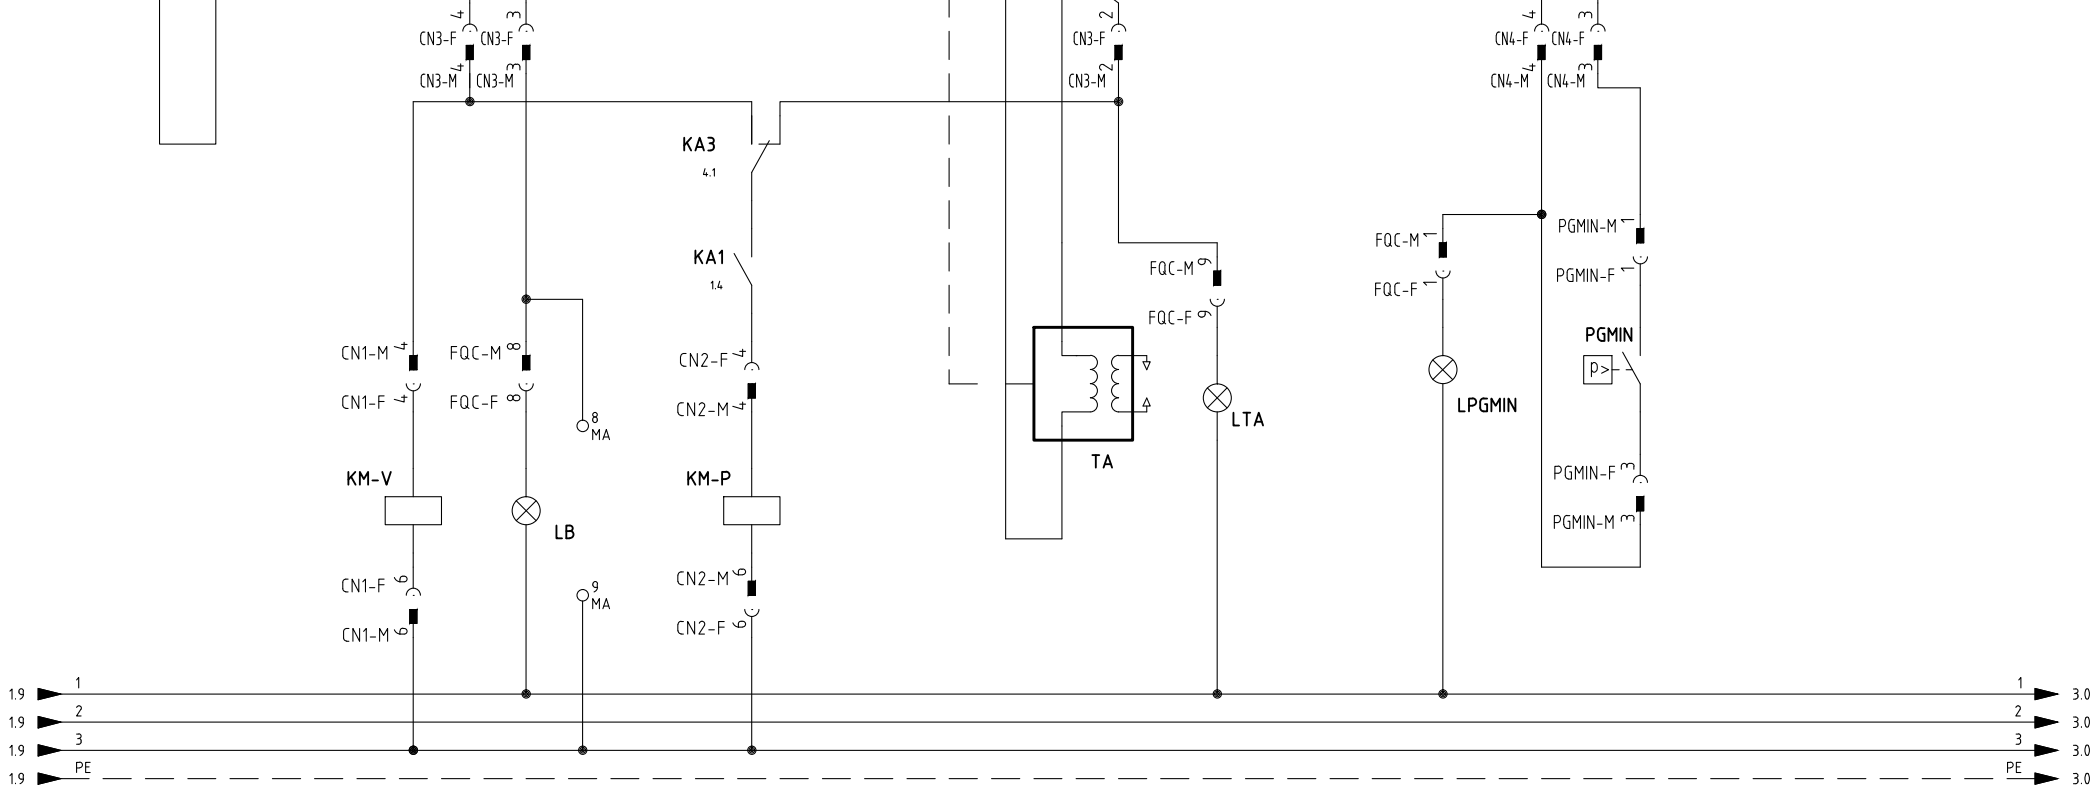 4 3 2 4 3
CN3-F CN3-F CN3-F CN4-F CN4-F
4 3 2 4 3
CN3-M CN3-M CN3-M CN4-M CN4-M
KA3
4.1
PGMIN-M 1
FQC-M 1
KA1
FQC-M 9
PGMIN-F 1
1.4
FQC-F 1
FQC-F 9
PGMIN
CN1-M 4 FQC-M 8
CN2-F 4
P>
CN1-F 4 FQC-F 8
CN2-M 4
LPGMIN
8
MA
LTA
TA
KM-V
KM-P
PGMIN-F 3
LB
PGMIN-M 3
CN1-F 6
CN2-M 6
9
MA
CN1-M 6
CN2-F 6
1.9 1 1 3.0
1.9 2 2 3.0
1.9 3 3 3.0
1.9 PE PE 3.0